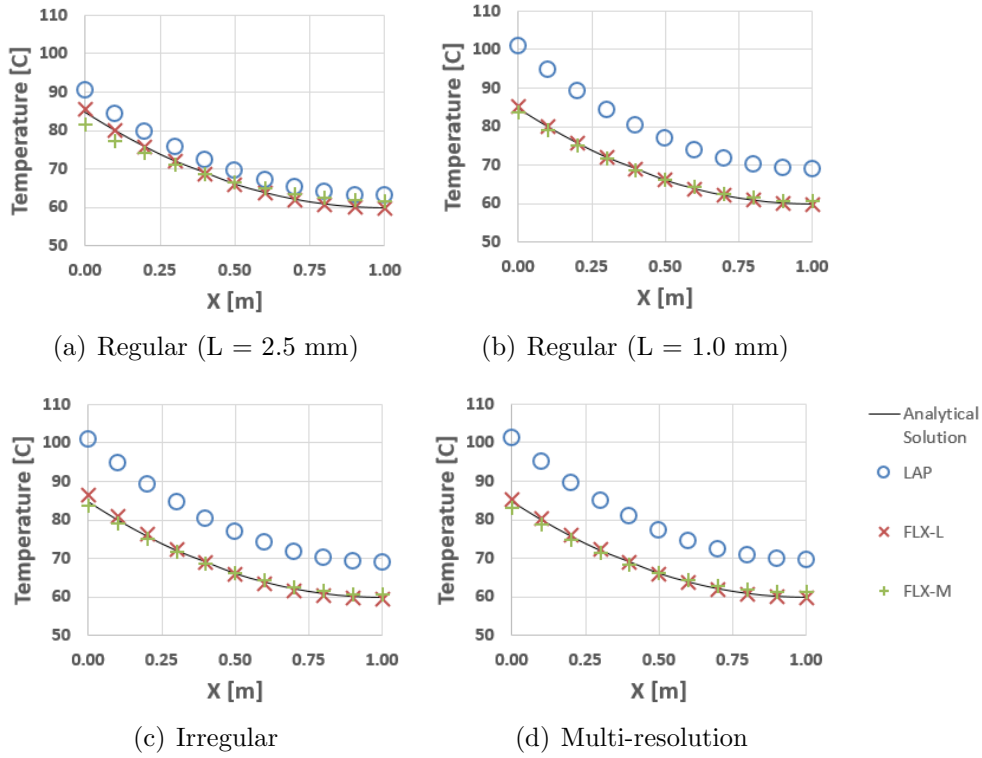 110
100
90
80
70
60
50
Temperature [C]
0.00 0.25 0.50 0.75 1.00
X [m]
(a) Regular (L = 2.5 mm)
110
100
90
80
70
60
50
Temperature [C]
0.00 0.25 0.50 0.75 1.00
X [m]
(b) Regular (L = 1.0 mm)
110
100
90
80
70
60
50
Temperature [C]
0.00 0.25 0.50 0.75 1.00
X [m]
(c) Irregular
110
100
90
80
70
60
50
Temperature [C]
0.00 0.25 0.50 0.75 1.00
X [m]
(d) Multi-resolution
Analytical
Solution
LAP
FLX-L
FLX-M